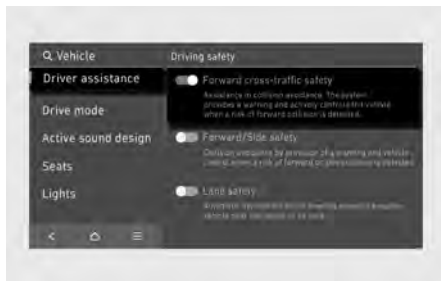 Vehicle
Driving safety
Driver assistance
Forward cross-traffic safety
Assistance in collision avoidance. The system
provides a warning and actively controls the vehicle
when a risk of forward collision is detected.
Drive mode
Active sound design
Forward/Side safety
Seats
Lane safety
Lights